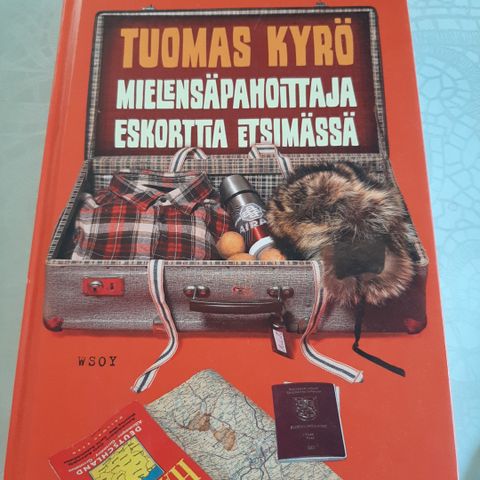 TUOMAS KYRÖ
MIELENSÄPAHOITTAJA
ESKORTTIA ETSIMÄSSÄ
WSOY
DEUTSCHLAND